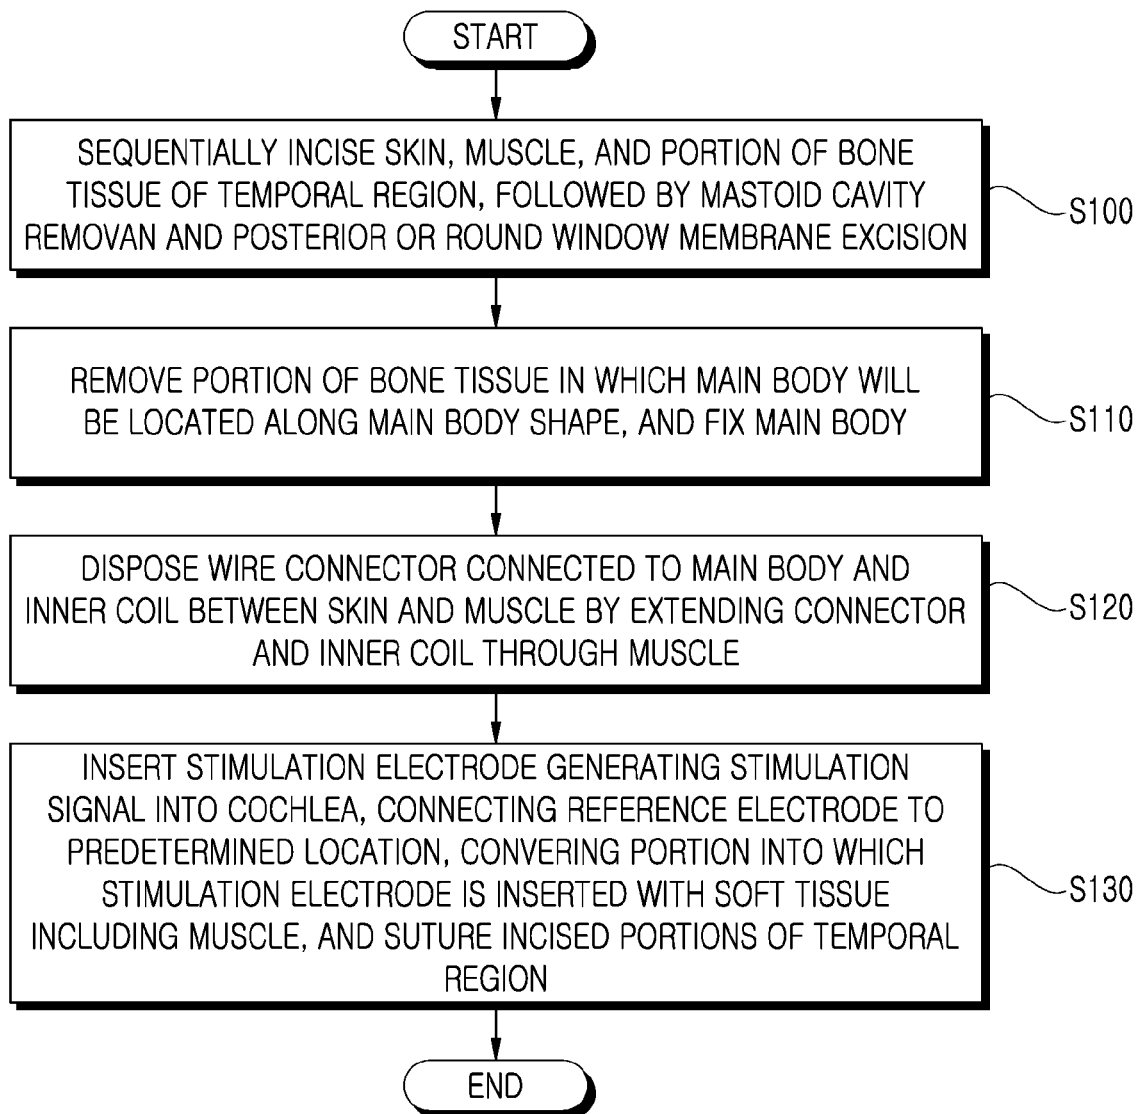 START
SEQUENTIALLY INCISE SKIN, MUSCLE, AND PORTION OF BONE
TISSUE OF TEMPORAL REGION, FOLLOWED BY MASTOID CAVITY
REMOVAN AND POSTERIOR OR ROUND WINDOW MEMBRANE EXCISION
S100
REMOVE PORTION OF BONE TISSUE IN WHICH MAIN BODY WILL
BE LOCATED ALONG MAIN BODY SHAPE, AND FIX MAIN BODY
S110
DISPOSE WIRE CONNECTOR CONNECTED TO MAIN BODY AND
INNER COIL BETWEEN SKIN AND MUSCLE BY EXTENDING CONNECTOR
AND INNER COIL THROUGH MUSCLE
S120
INSERT STIMULATION ELECTRODE GENERATING STIMULATION
SIGNAL INTO COCHLEA, CONNECTING REFERENCE ELECTRODE TO
PREDETERMINED LOCATION, CONVERING PORTION INTO WHICH
STIMULATION ELECTRODE IS INSERTED WITH SOFT TISSUE
INCLUDING MUSCLE, AND SUTURE INCISED PORTIONS OF TEMPORAL
REGION
S130
END